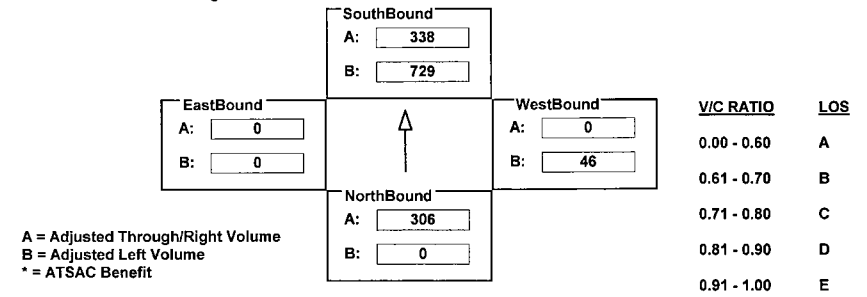 SouthBound
A: 338
B: 729
EastBound
A: 0
B: 0
WestBound
A: 0
B: 46
NorthBound
A: 306
B: 0
A = Adjusted Through/Right Volume
B = Adjusted Left Volume
* = ATSAC Benefit
V/C RATIO LOS
0.00 - 0.60 A
0.61 - 0.70 B
0.71 - 0.80 C
0.81 - 0.90 D
0.91 - 1.00 E